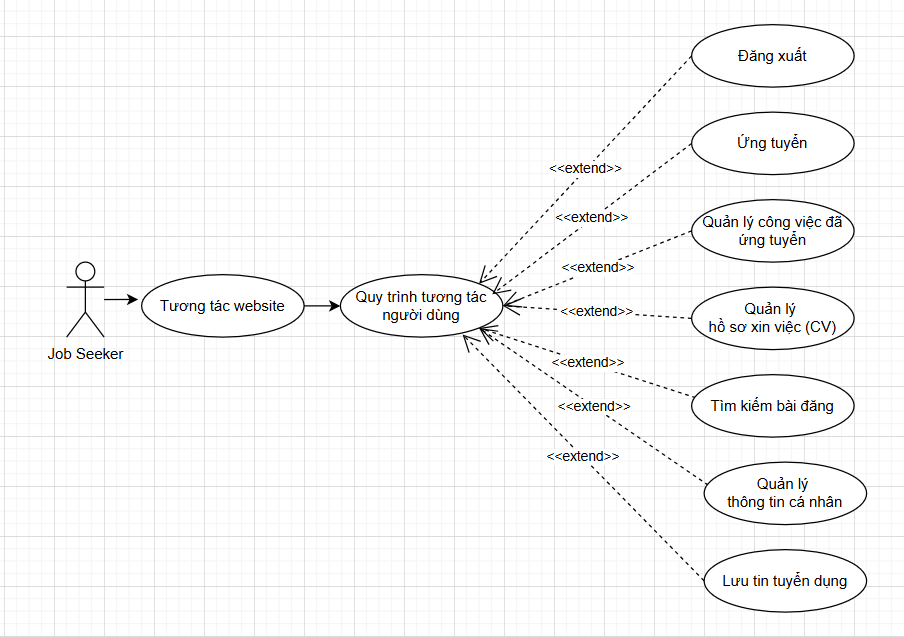 Đăng xuất
<<extend>>
Ứng tuyển
<<extend>>
Quản lý công việc đã
ứng tuyển
<<extend>>
Job Seeker
Tương tác website
Quy trình tương tác
người dùng
<<extend>>
Quản lý
hồ sơ xin việc (CV)
<<extend>>
Tìm kiếm bài đăng
<<extend>>
Quản lý
thông tin cá nhân
<<extend>>
Lưu tin tuyển dụng